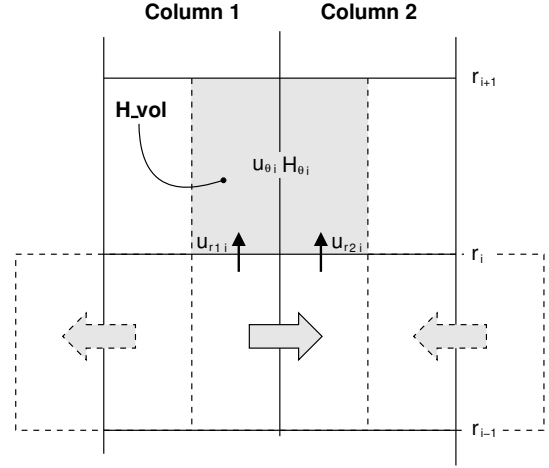 Column 1 Column 2
r i+1
H_vol
u θ i H θ i
u r1 i u r2 i
r i
r i−1